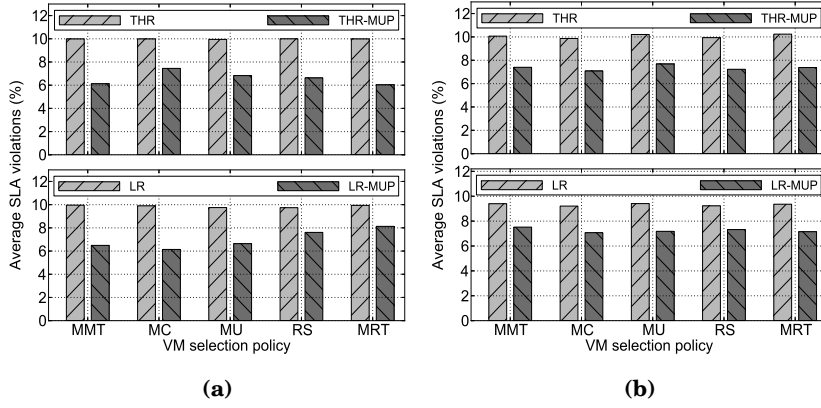 THR THR-MUP
12
10
8
6
4
2
0
LR LR-MUP
12
10
8
6
4
2
0
Average SLA violations (%)
MMT MC MU RS MRT
VM selection policy
(a)
THR THR-MUP
12
10
8
6
4
2
0
LR LR-MUP
12
10
8
6
4
2
0
Average SLA violations (%)
MMT MC MU RS MRT
VM selection policy
(b)